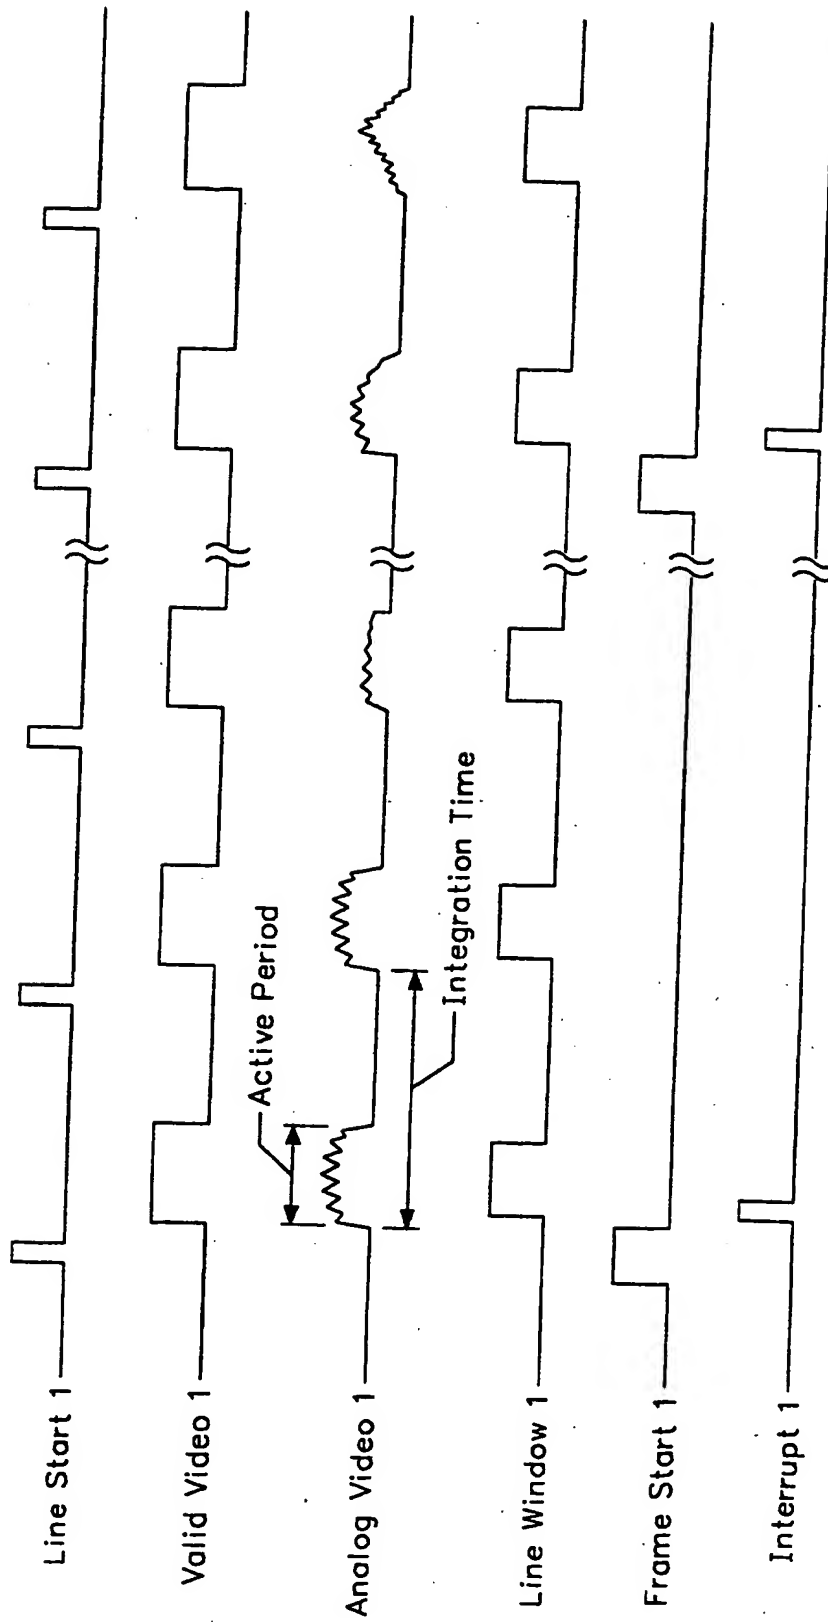 Line Start 1
Valid Video 1
Active Period
Analog Video 1
Integration Time
Line Window 1
Frame Start 1
Interrupt 1